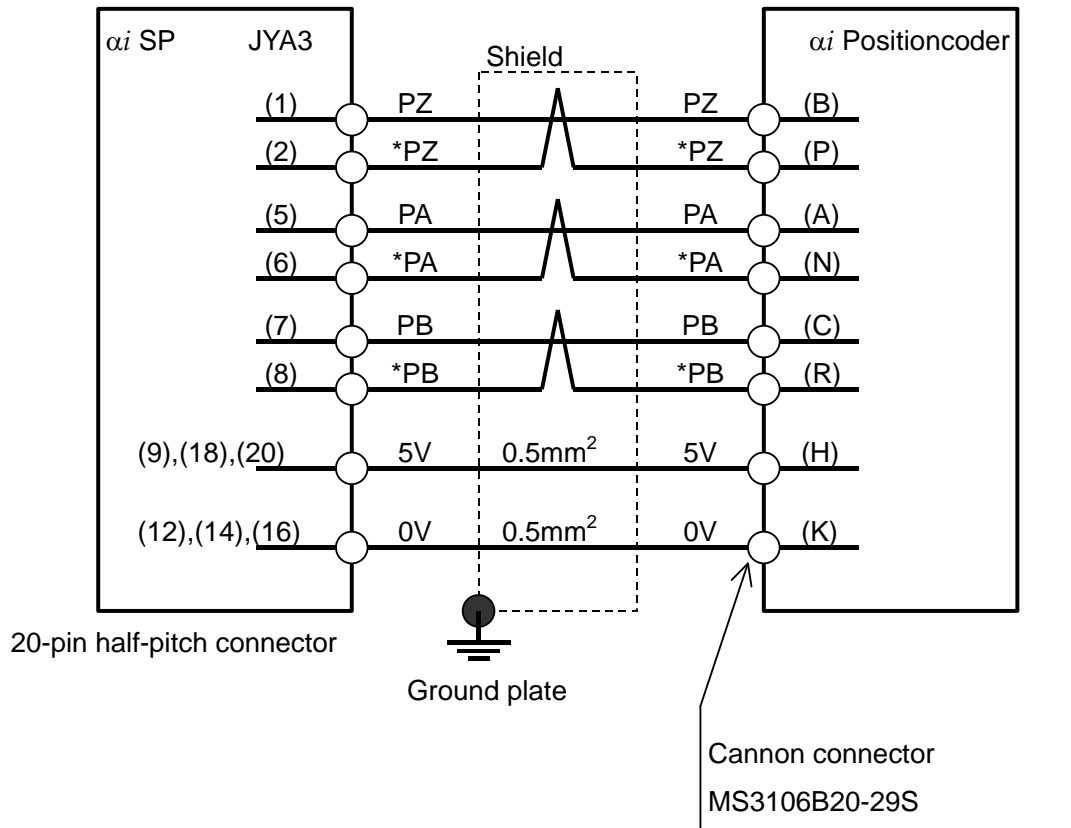 αi SP JYA3 αi Positioncoder
Shield
(1) PZ PZ (B)
(2) *PZ *PZ (P)
(5) PA PA (A)
(6) *PA *PA (N)
(7) PB PB (C)
(8) *PB *PB (R)
(9),(18),(20) 5V 0.5mm² 5V (H)
(12),(14),(16) 0V 0.5mm² 0V (K)
20-pin half-pitch connector
Ground plate
Cannon connector
MS3106B20-29S